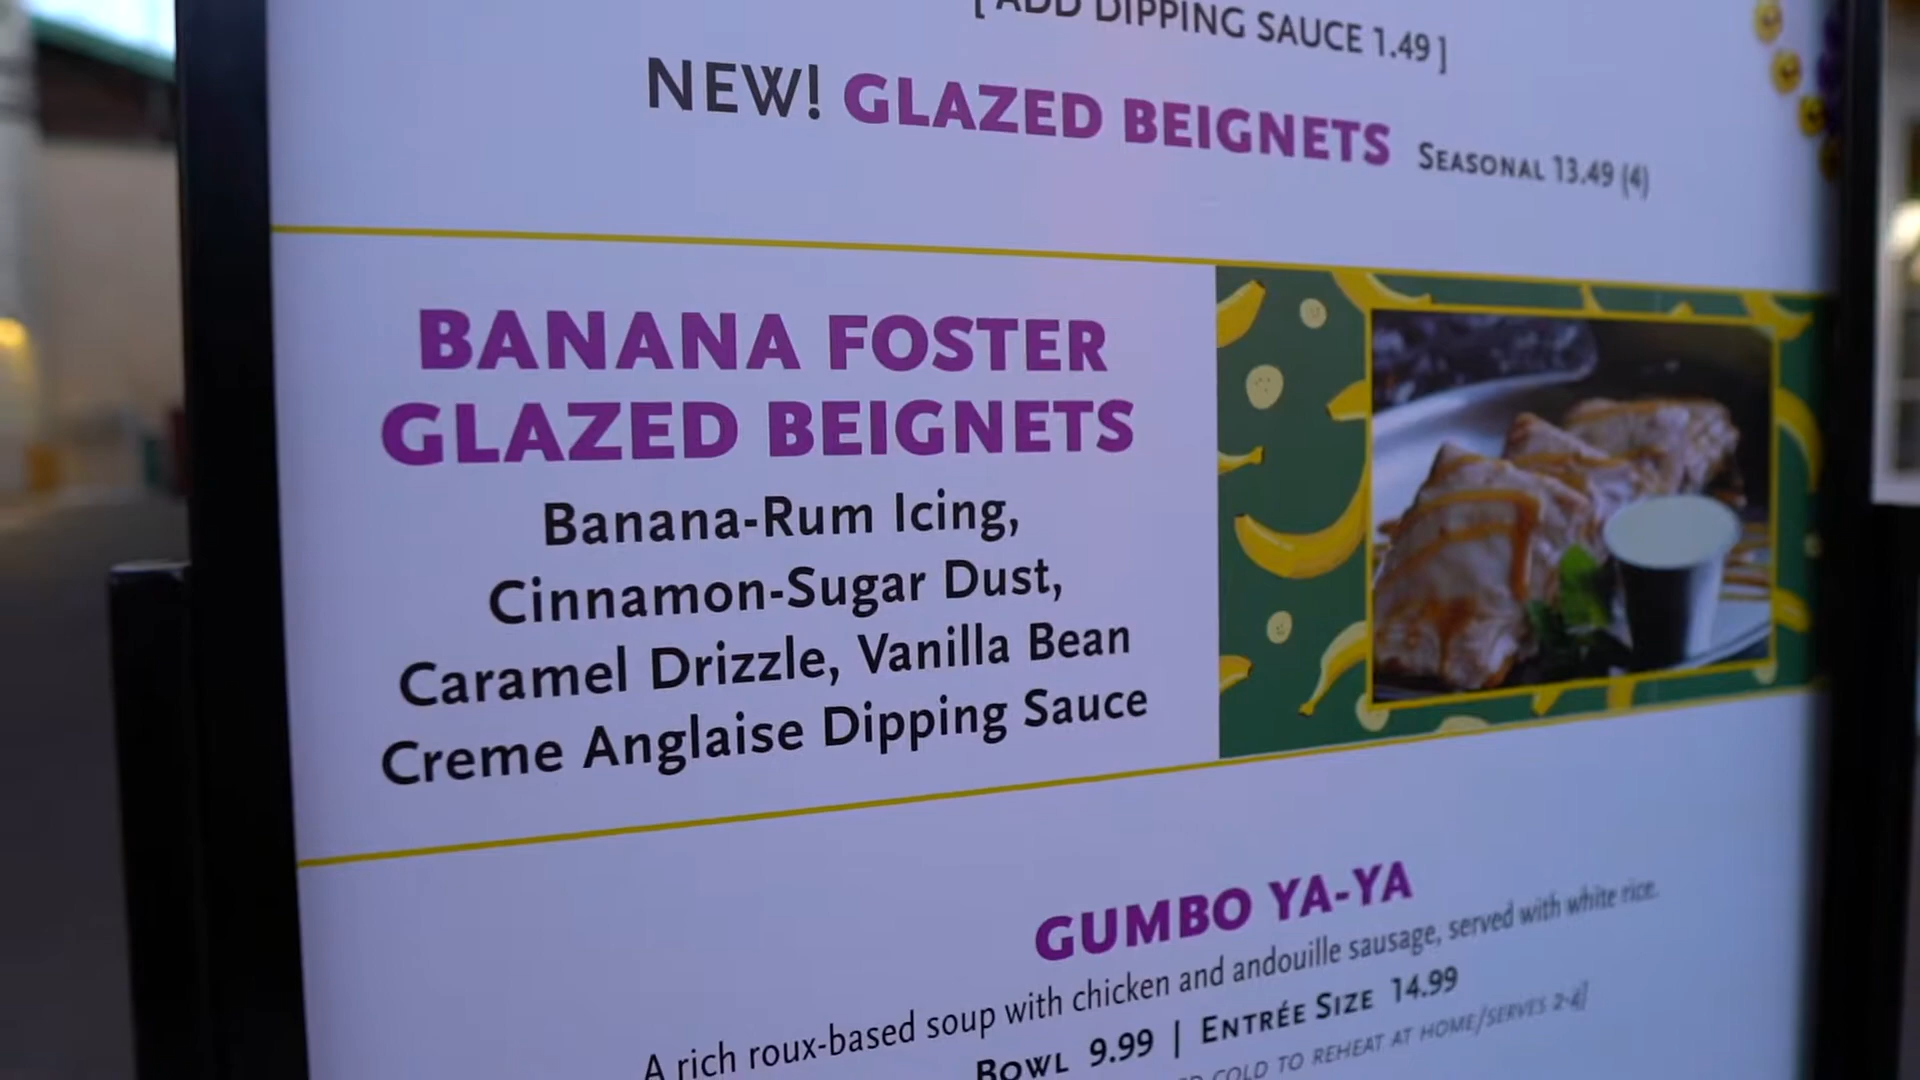 [ ADD DIPPING SAUCE 1.49 ]
NEW! GLAZED BEIGNETS SEASONAL 13.49 (4)
BANANA FOSTER
GLAZED BEIGNETS
Banana-Rum Icing,
Cinnamon-Sugar Dust,
Caramel Drizzle, Vanilla Bean
Creme Anglaise Dipping Sauce
GUMBO YA-YA
A rich roux-based soup with chicken and andouille sausage, served with white rice.
BOWL 9.99 | ENTRÉE SIZE 14.99
COLD TO REHEAT AT HOME/SERVES 2-4]